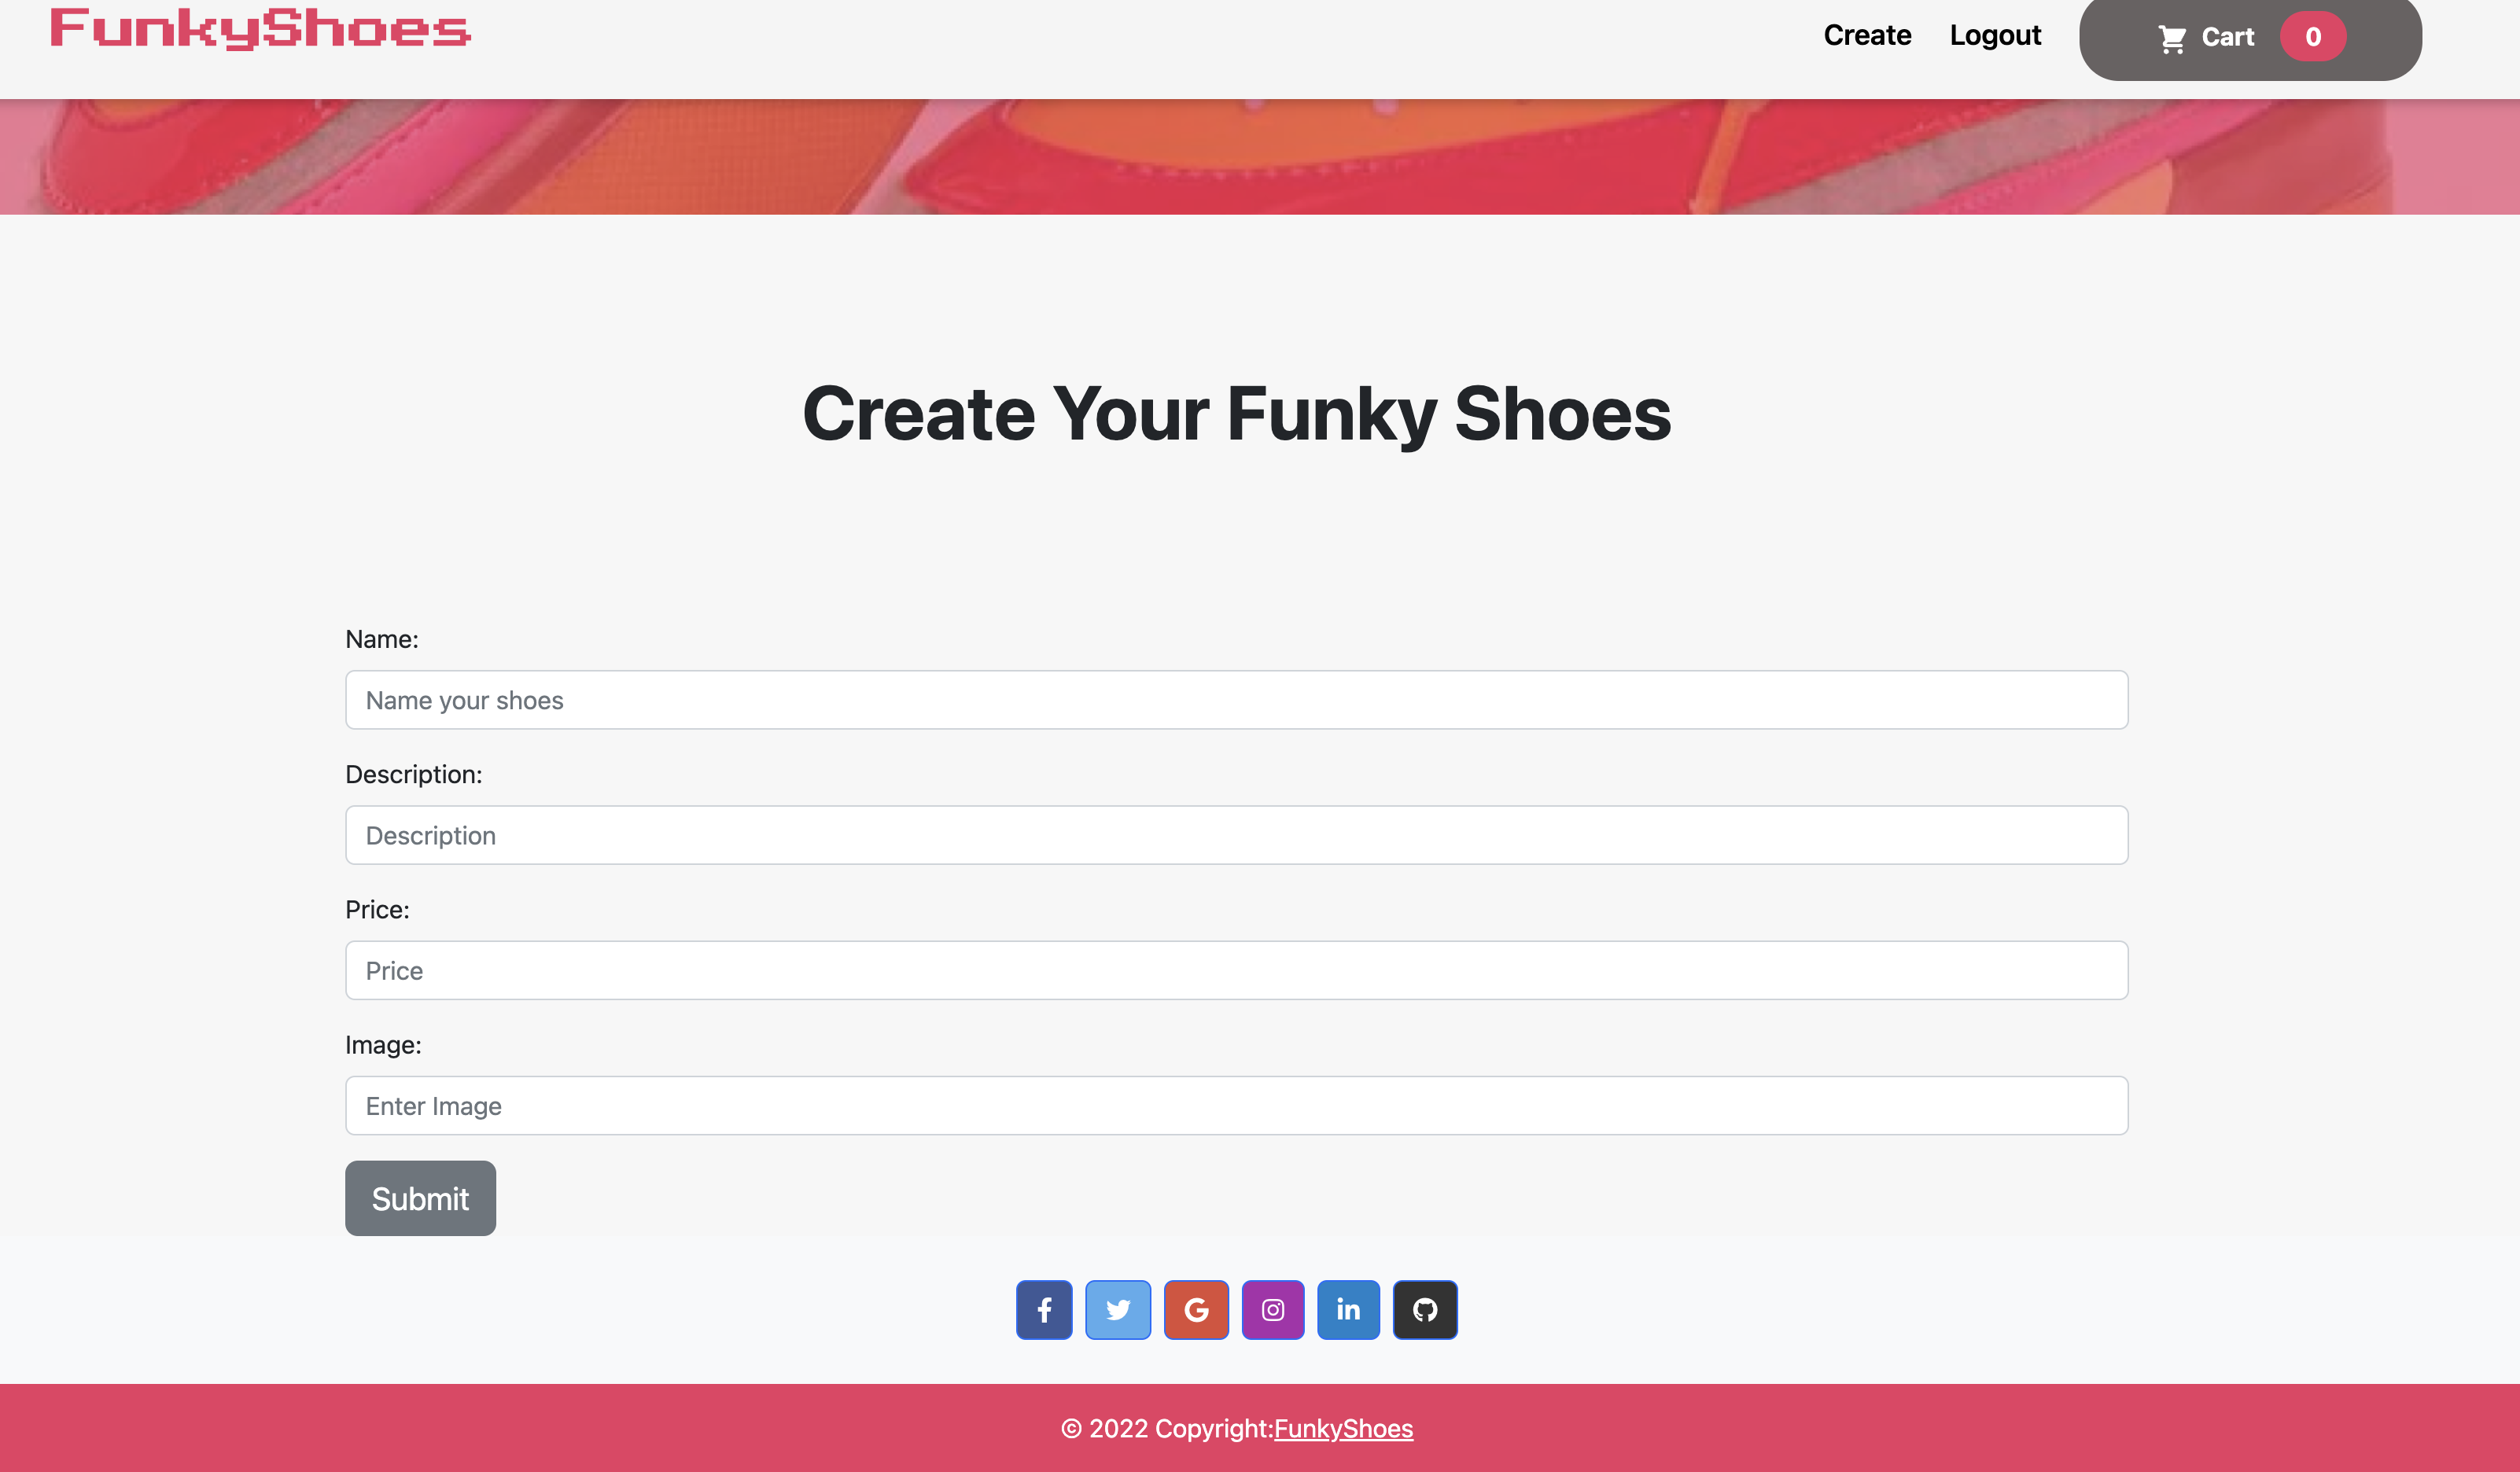 FunkyShoes
Create Logout Cart 0
Create Your Funky Shoes
Name:
Name your shoes
Description:
Description
Price:
Price
Image:
Enter Image
Submit
© 2022 Copyright:FunkyShoes